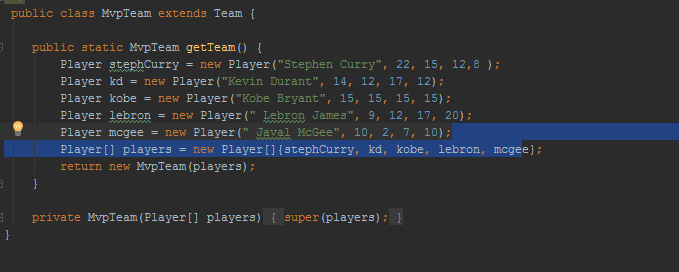 public class MvpTeam extends Team {
public static MvpTeam getTeam() {
Player stephCurry = new Player("Stephen Curry", 22, 15, 12,8 );
Player kd = new Player("Kevin Durant", 14, 12, 17, 12);
Player kobe = new Player("Kobe Bryant", 15, 15, 15, 15);
Player lebron = new Player(" Lebron James", 9, 12, 17, 20);
Player mcgee = new Player(" Javal McGee", 10, 2, 7, 10);
Player[] players = new Player[]{stephCurry, kd, kobe, lebron, mcgee};
return new MvpTeam(players);
}
private MvpTeam(Player[] players) { super(players); }
}